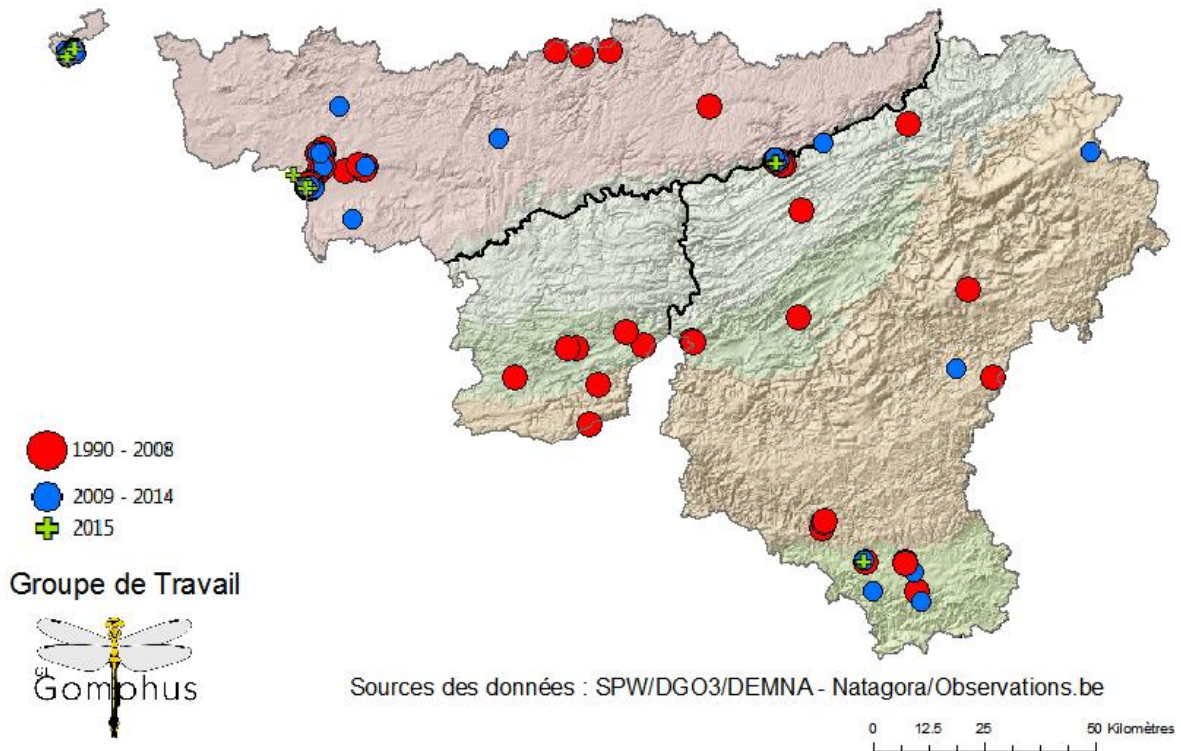 1990 - 2008
2009 - 2014
2015
Groupe de Travail
GT
Gomphus
Sources des données : SPW/DGO3/DEMNA - Natagora/Observations.be
0 12.5 25 50 Kilomètres